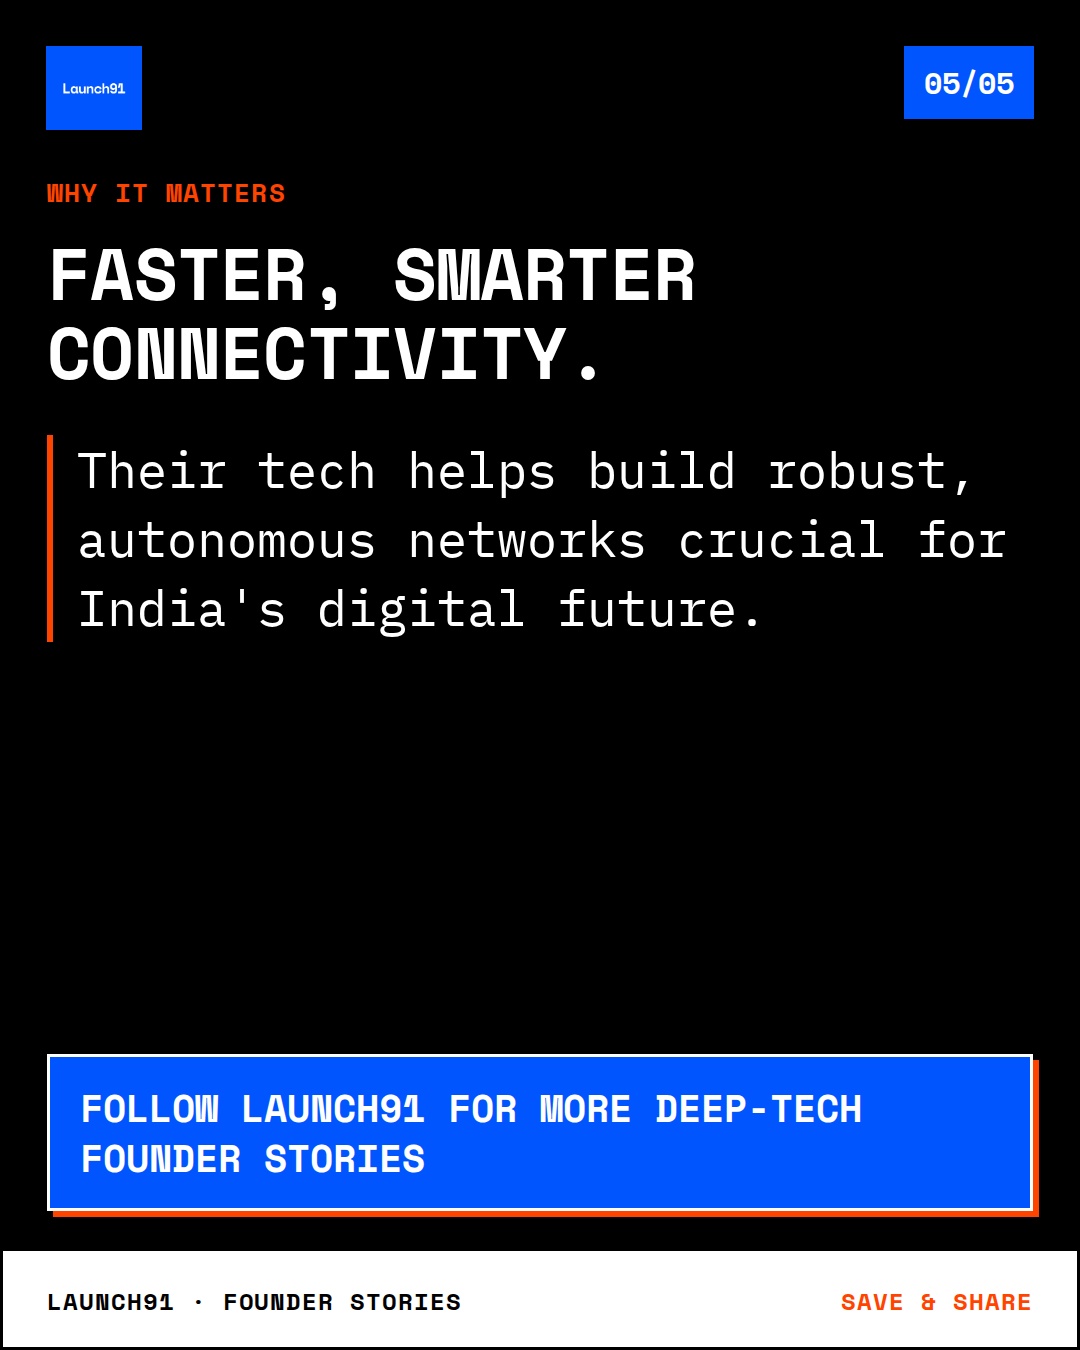 Launch91
05/05
WHY IT MATTERS
FASTER, SMARTER
CONNECTIVITY.
Their tech helps build robust,
autonomous networks crucial for
India's digital future.
FOLLOW LAUNCH91 FOR MORE DEEP-TECH
FOUNDER STORIES
LAUNCH91 · FOUNDER STORIES
SAVE & SHARE